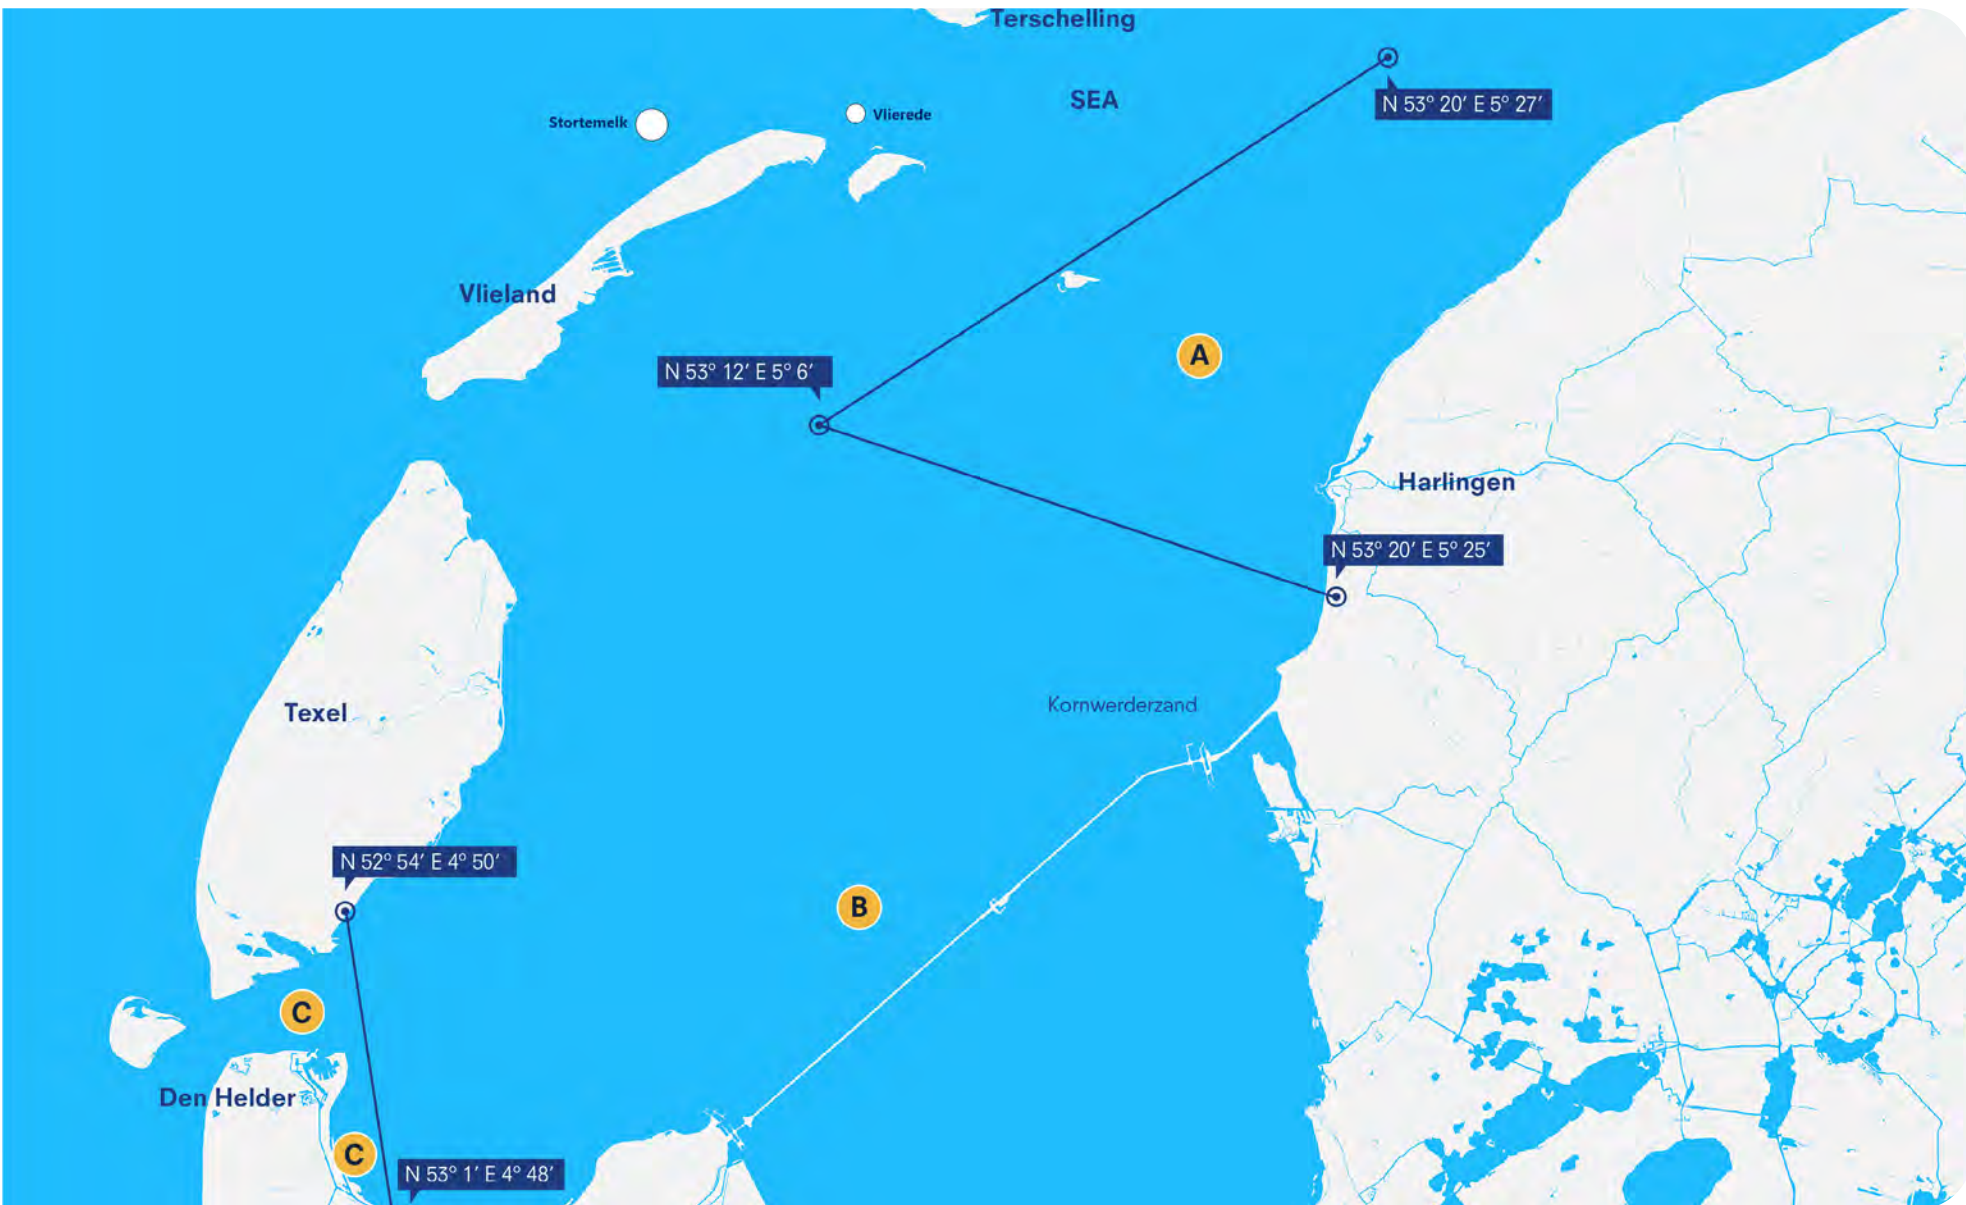 Terschelling
SEA
N 53° 20′ E 5° 27′
Stortemelk
Vlierede
Vlieland
A
N 53° 12′ E 5° 6′
Harlingen
N 53° 20′ E 5° 25′
Kornwerderzand
Texel
N 52° 54′ E 4° 50′
B
C
Den Helder
C
N 53° 1′ E 4° 48′